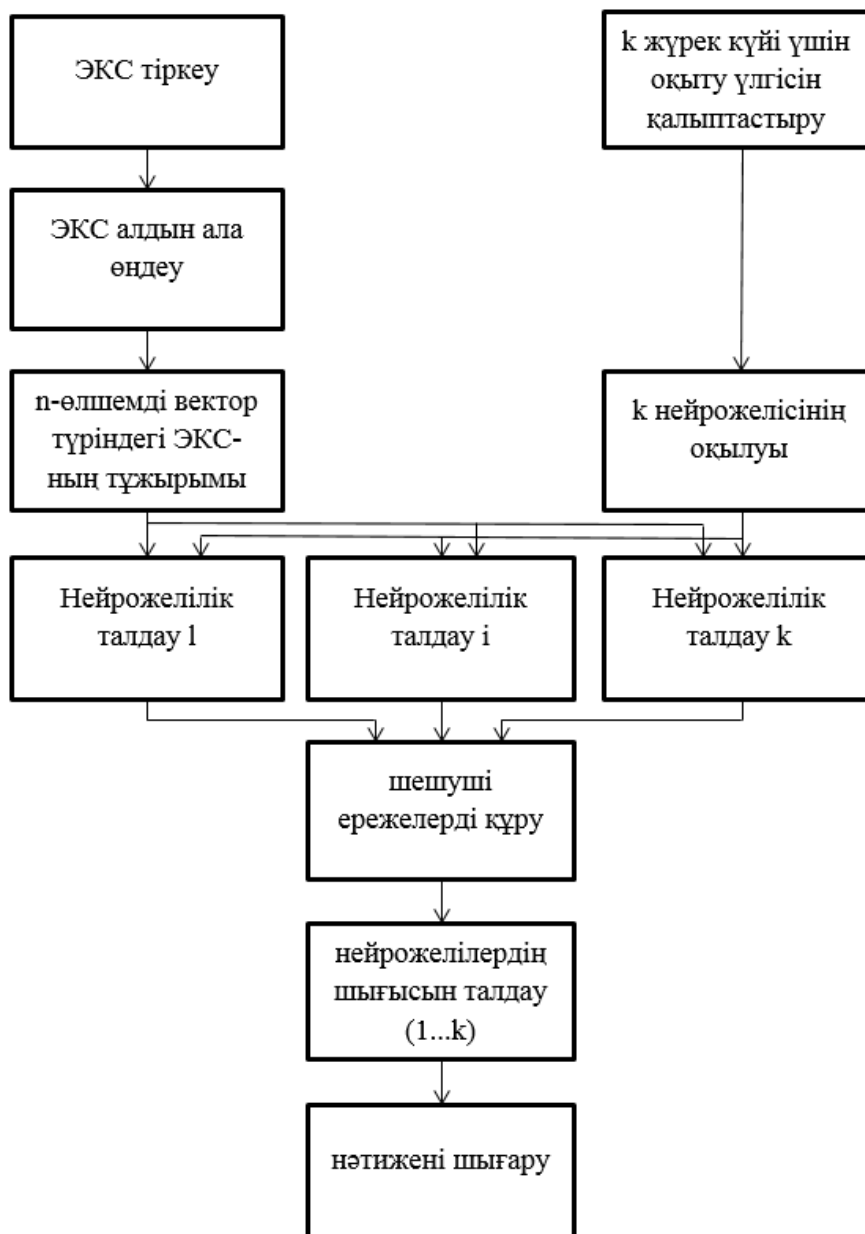 ЭКС тіркеу
k жүрек күйі үшін
оқыту үлгісін
қалыптастыру
ЭКС алдын ала
өңдеу
n-өлшемді вектор
түріндегі ЭКС-
ның тұжырымы
k нейрожелісінің
оқылуы
Нейрожелілік
талдау l
Нейрожелілік
талдау i
Нейрожелілік
талдау k
шешуші
ережелерді құру
нейрожелілердің
шығысын талдау
(1...k)
нәтижені шығару